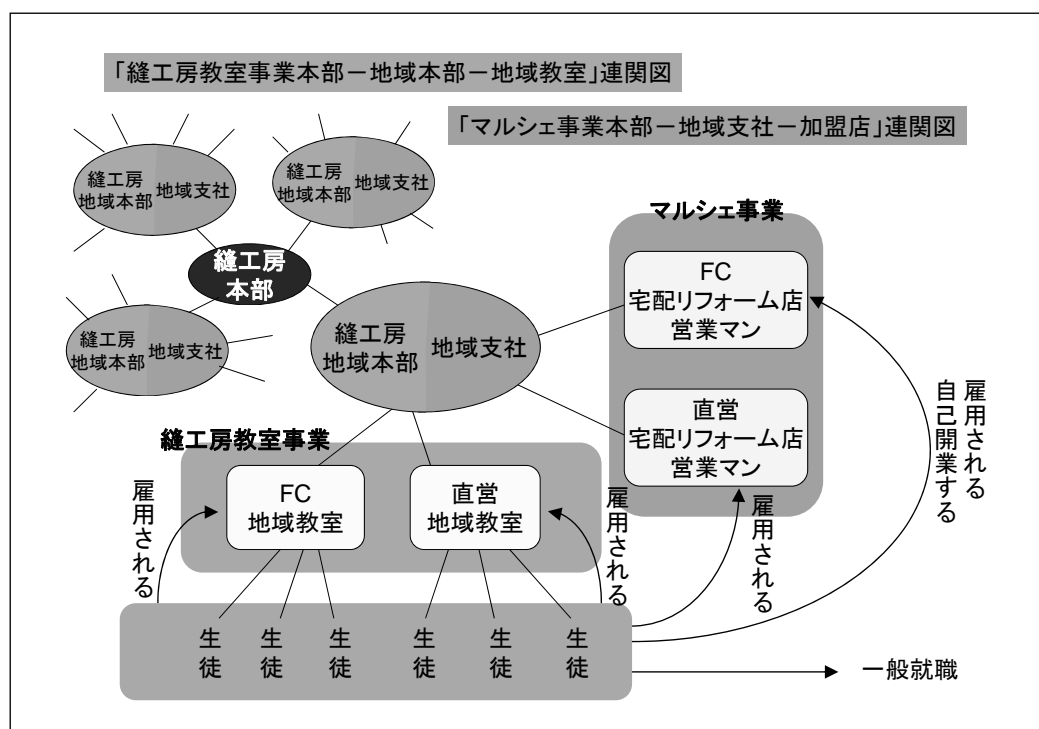 「縫工房教室事業本部－地域本部－地域教室」連関図
「マルシェ事業本部－地域支社－加盟店」連関図
縫工房
地域本部
地域支社
縫工房
地域本部
地域支社
縫工房
本部
縫工房
地域本部
地域支社
縫工房
地域本部
地域支社
マルシェ事業
FC
宅配リフォーム店
営業マン
直営
宅配リフォーム店
営業マン
雇用される
自己開業する
縫工房教室事業
FC
地域教室
直営
地域教室
雇用される
雇用される
雇用される
生徒
生徒
生徒
生徒
生徒
生徒
一般就職